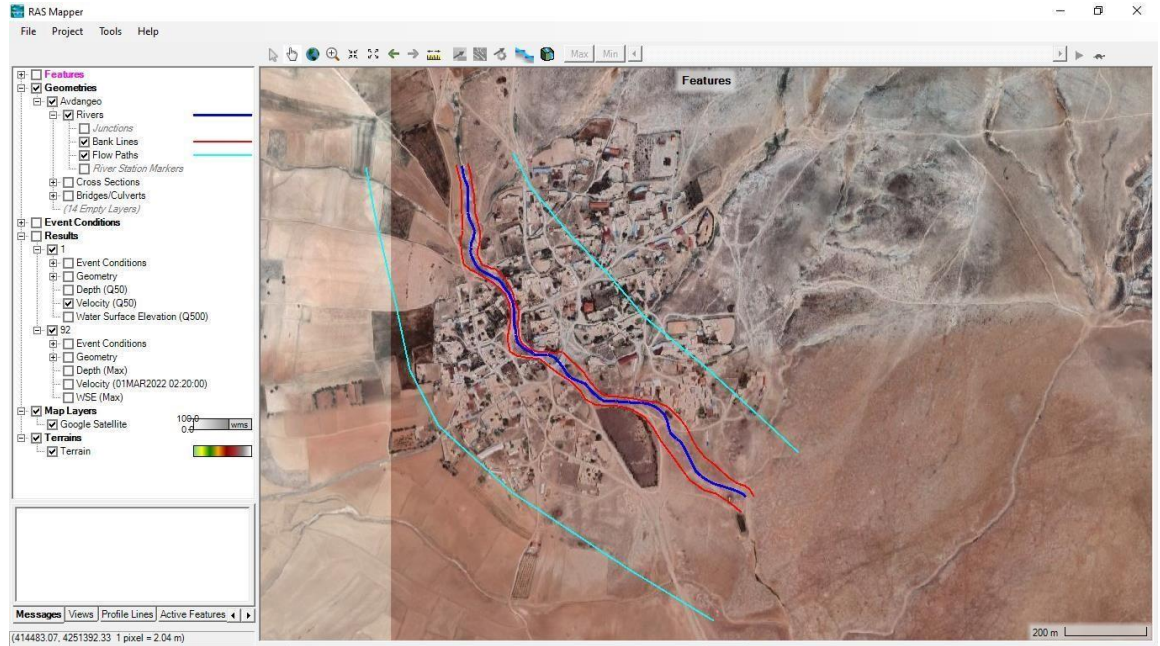 RAS Mapper
File Project Tools Help
Max Min
Features
Geometries
Avdangeo
Rivers
Junctions
Bank Lines
Flow Paths
River Station Markers
Cross Sections
Bridges/Culverts
(14 Empty Layers)
Event Conditions
Results
1
Event Conditions
Geometry
Depth (Q50)
Velocity (Q50)
Water Surface Elevation (Q500)
92
Event Conditions
Geometry
Depth (Max)
Velocity (01MAR2022 02:20:00)
WSE (Max)
Map Layers
Google Satellite 100.0 0.0 wms
Terrains
Terrain
Messages Views Profile Lines Active Features
(414483.07, 4251392.33 1 pixel = 2.04 m)
Features
200 m